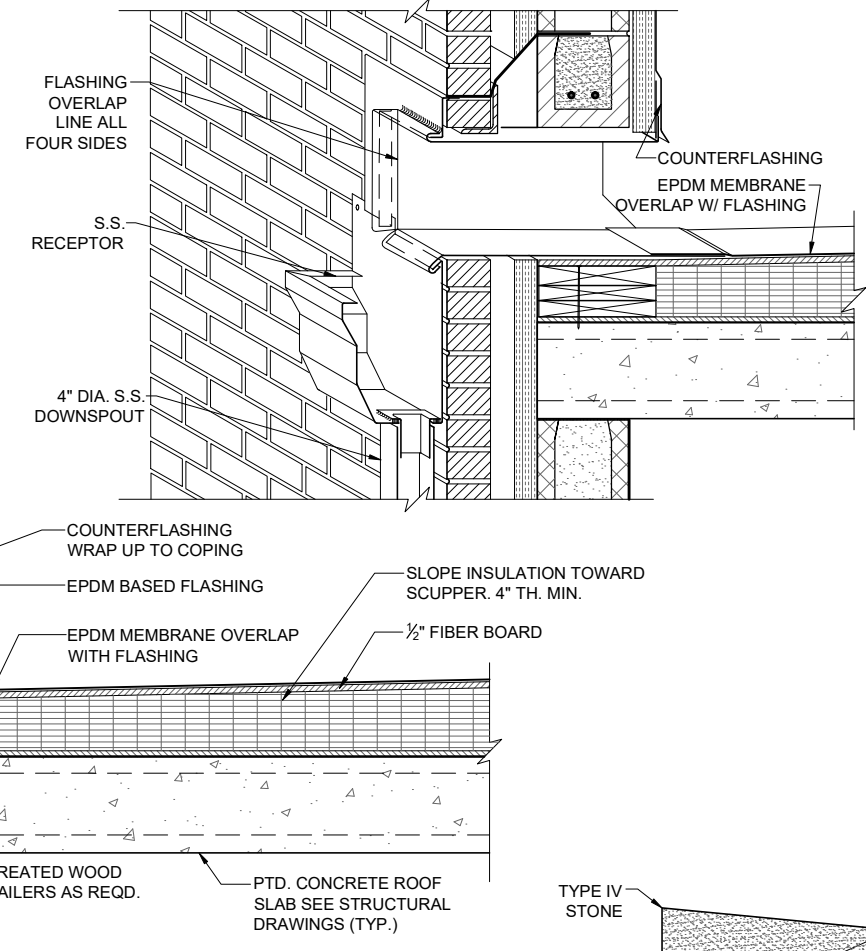 FLASHING
OVERLAP
LINE ALL
FOUR SIDES
COUNTERFLASHING
EPDM MEMBRANE
OVERLAP W/ FLASHING
S.S.
RECEPTOR
4" DIA. S.S.
DOWNSPOUT
COUNTERFLASHING
WRAP UP TO COPING
EPDM BASED FLASHING
EPDM MEMBRANE OVERLAP
WITH FLASHING
SLOPE INSULATION TOWARD
SCUPPER. 4" TH. MIN.
½" FIBER BOARD
REATED WOOD
AILERS AS REQD.
PTD. CONCRETE ROOF
SLAB SEE STRUCTURAL
DRAWINGS (TYP.)
TYPE IV
STONE